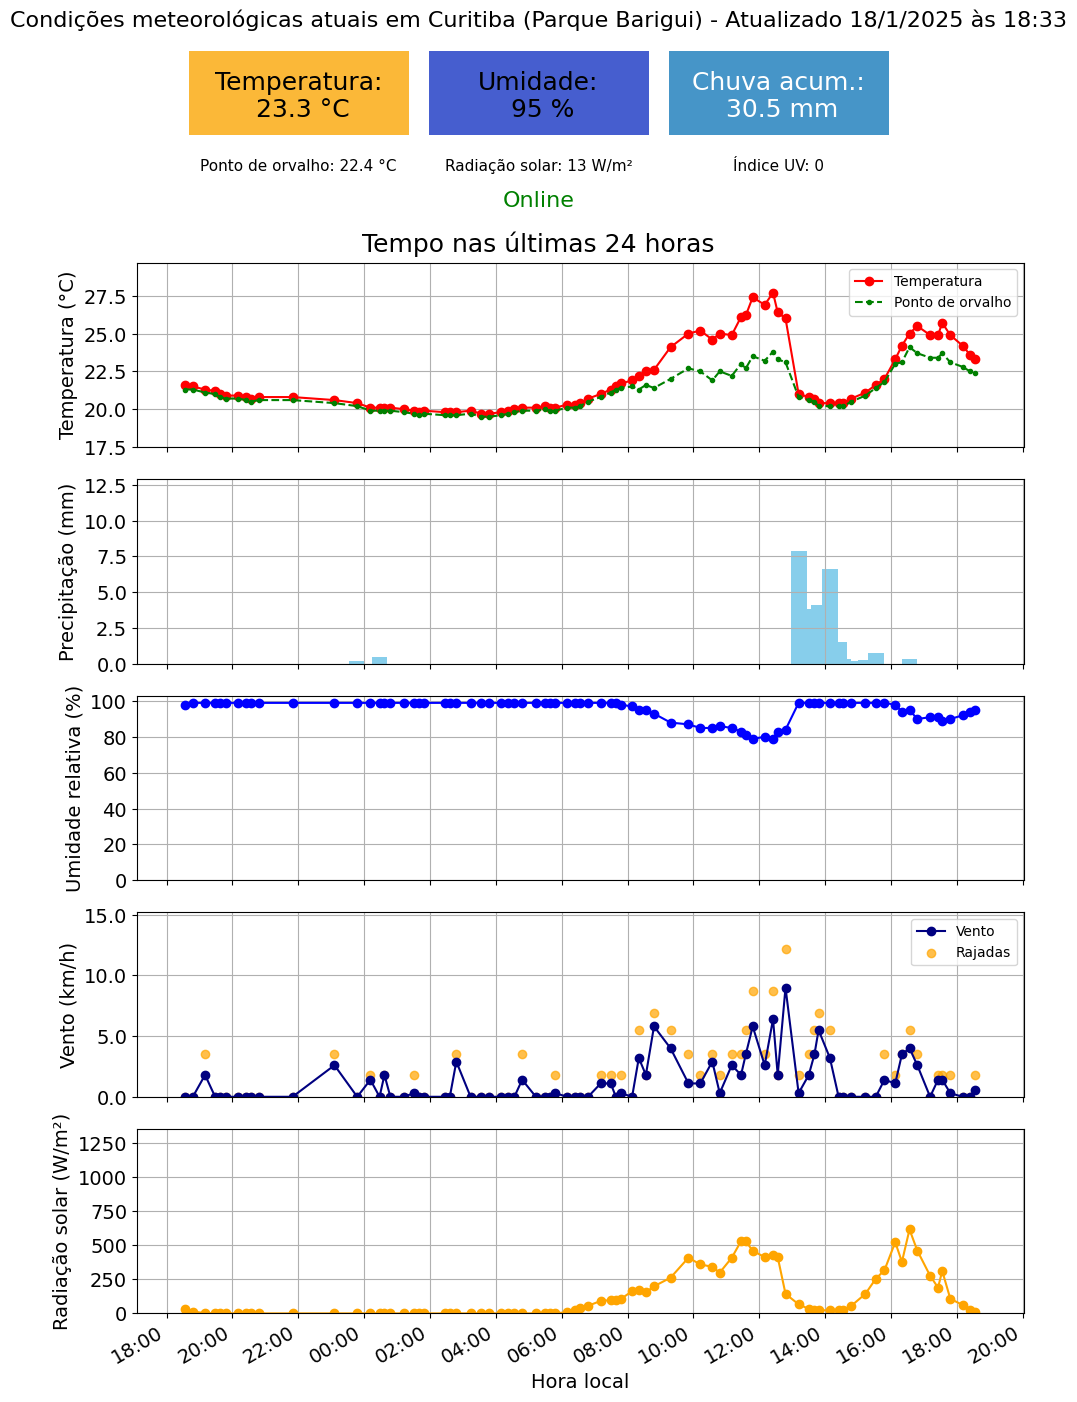 Condições meteorológicas atuais em Curitiba (Parque Barigui) - Atualizado 18/1/2025 às 18:33
Temperatura:
23.3 °C
Umidade:
95 %
Chuva acum.:
30.5 mm
Ponto de orvalho: 22.4 °C
Radiação solar: 13 W/m²
Índice UV: 0
Online
Tempo nas últimas 24 horas
Temperatura (°C)
27.5
25.0
22.5
20.0
17.5
Temperatura
Ponto de orvalho
Precipitação (mm)
12.5
10.0
7.5
5.0
2.5
0.0
Umidade relativa (%)
100
80
60
40
20
0
Vento (km/h)
15.0
10.0
5.0
0.0
Vento
Rajadas
Radiação solar (W/m²)
1250
1000
750
500
250
0
18:00 20:00 22:00 00:00 02:00 04:00 06:00 08:00 10:00 12:00 14:00 16:00 18:00 20:00
Hora local